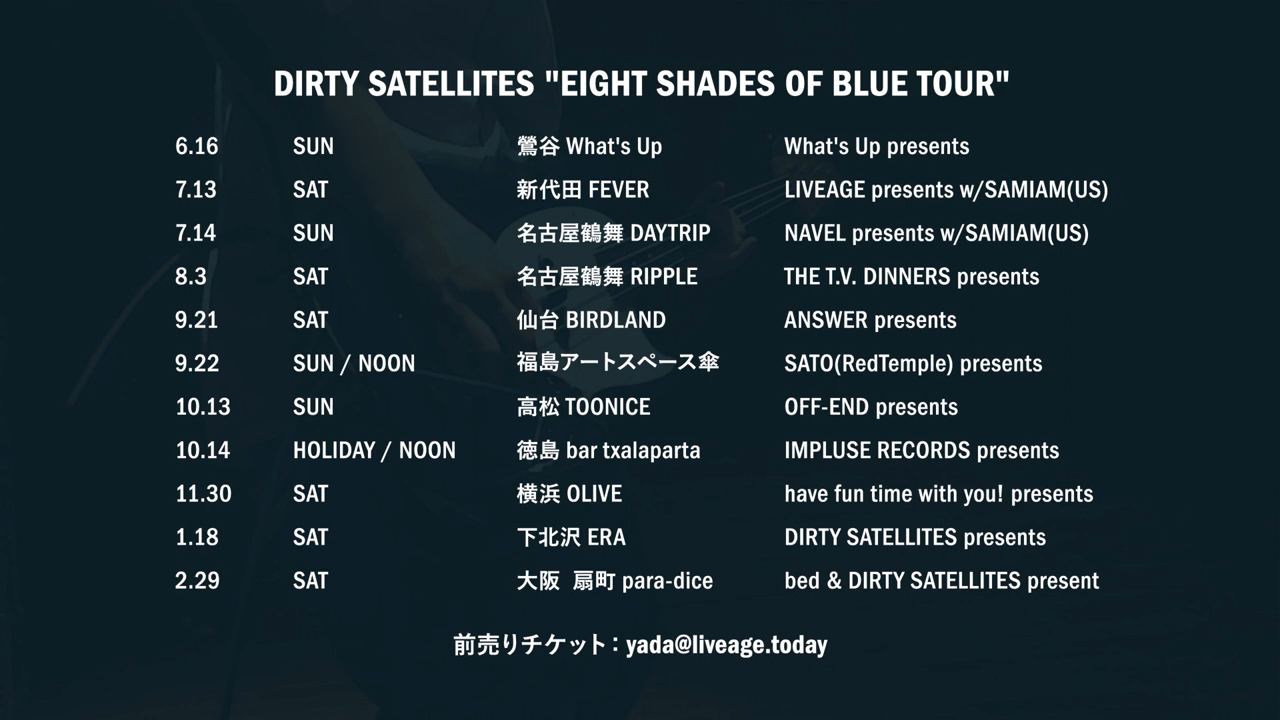 DIRTY SATELLITES "EIGHT SHADES OF BLUE TOUR"
6.16 SUN 鶯谷 What's Up What's Up presents
7.13 SAT 新代田 FEVER LIVEAGE presents w/SAMIAM(US)
7.14 SUN 名古屋鶴舞 DAYTRIP NAVEL presents w/SAMIAM(US)
8.3 SAT 名古屋鶴舞 RIPPLE THE T.V. DINNERS presents
9.21 SAT 仙台 BIRDLAND ANSWER presents
9.22 SUN / NOON 福島アートスペース傘 SATO(RedTemple) presents
10.13 SUN 高松 TOONICE OFF-END presents
10.14 HOLIDAY / NOON 徳島 bar txalaparta IMPLUSE RECORDS presents
11.30 SAT 横浜 OLIVE have fun time with you! presents
1.18 SAT 下北沢 ERA DIRTY SATELLITES presents
2.29 SAT 大阪 扇町 para-dice bed & DIRTY SATELLITES present
前売りチケット：yada@liveage.today